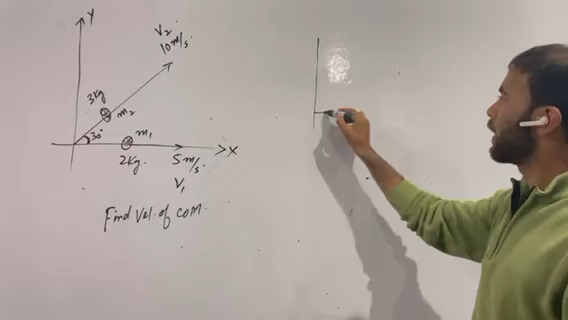 Y
V2
10m/s.
3Kg
m2
30°
m1
X
2Kg.
5m/s.
V1
Find Vel. of COM.